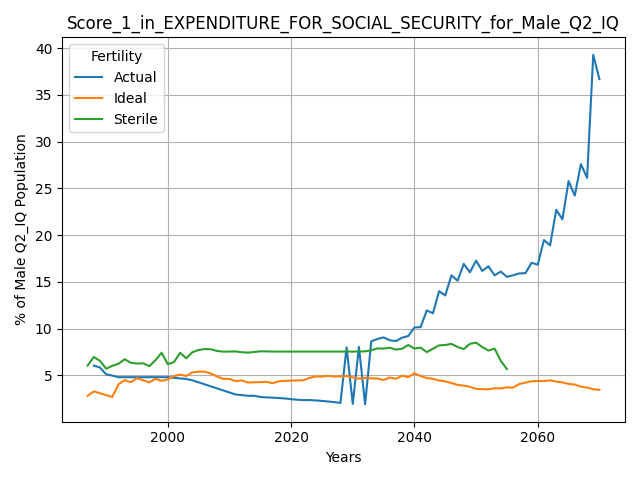 Score_1_in_EXPENDITURE_FOR_SOCIAL_SECURITY_for_Male_Q2_IQ
Fertility
Actual
Ideal
Sterile
% of Male Q2_IQ Population
40
35
30
25
20
15
10
5
2000
2020
2040
2060
Years